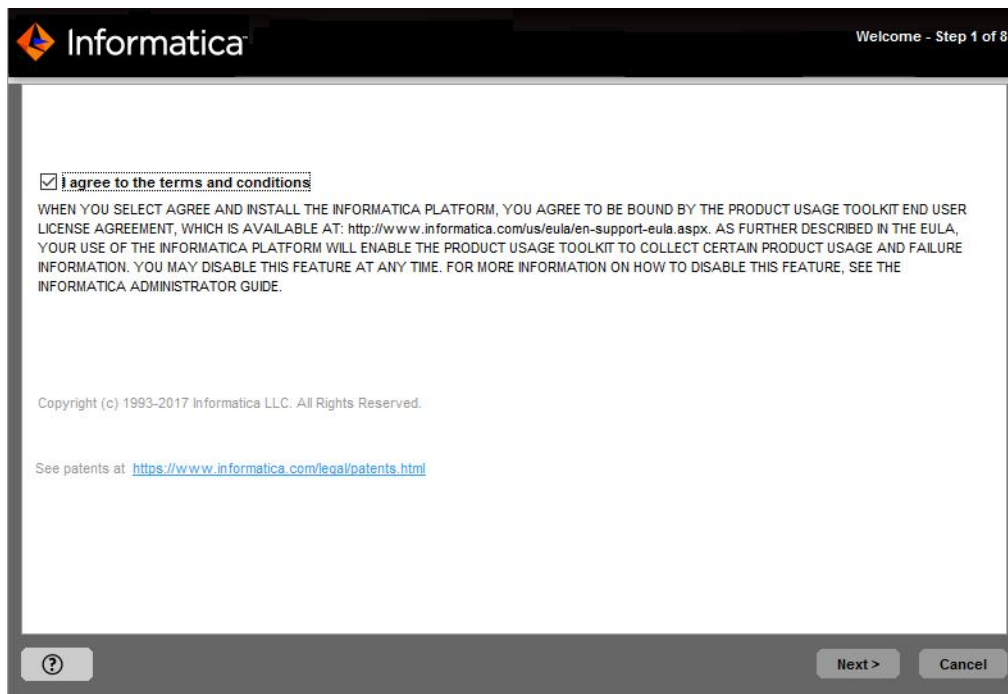 Informatica
Welcome - Step 1 of 8
I agree to the terms and conditions
WHEN YOU SELECT AGREE AND INSTALL THE INFORMATICA PLATFORM, YOU AGREE TO BE BOUND BY THE PRODUCT USAGE TOOLKIT END USER
LICENSE AGREEMENT, WHICH IS AVAILABLE AT: http://www.informatica.com/us/eula/en-support-eula.aspx. AS FURTHER DESCRIBED IN THE EULA,
YOUR USE OF THE INFORMATICA PLATFORM WILL ENABLE THE PRODUCT USAGE TOOLKIT TO COLLECT CERTAIN PRODUCT USAGE AND FAILURE
INFORMATION. YOU MAY DISABLE THIS FEATURE AT ANY TIME. FOR MORE INFORMATION ON HOW TO DISABLE THIS FEATURE, SEE THE
INFORMATICA ADMINISTRATOR GUIDE.
Copyright (c) 1993-2017 Informatica LLC. All Rights Reserved.
See patents at https://www.informatica.com/legal/patents.html
?
Next >
Cancel